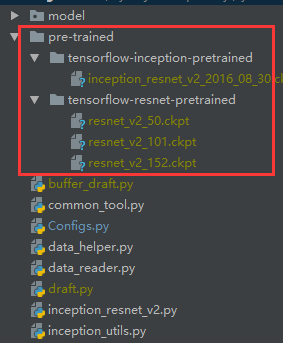 model
pre-trained
tensorflow-inception-pretrained
inception_resnet_v2_2016_08_30.c
tensorflow-resnet-pretrained
resnet_v2_50.ckpt
resnet_v2_101.ckpt
resnet_v2_152.ckpt
buffer_draft.py
common_tool.py
Configs.py
data_helper.py
data_reader.py
draft.py
inception_resnet_v2.py
inception_utils.py